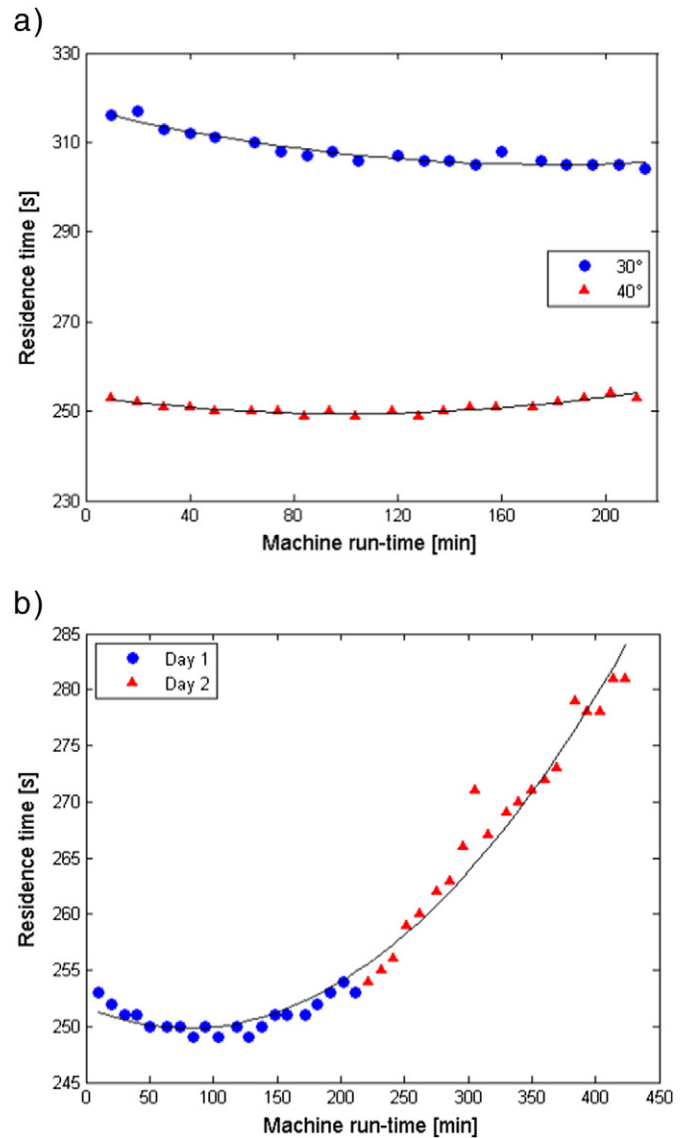 a)
330
310
290
270
250
230
Residence time [s]
30°
40°
0 40 80 120 160 200
Machine run-time [min]
b)
285
280
275
270
265
260
255
250
245
Residence time [s]
Day 1
Day 2
0 50 100 150 200 250 300 350 400 450
Machine run-time [min]